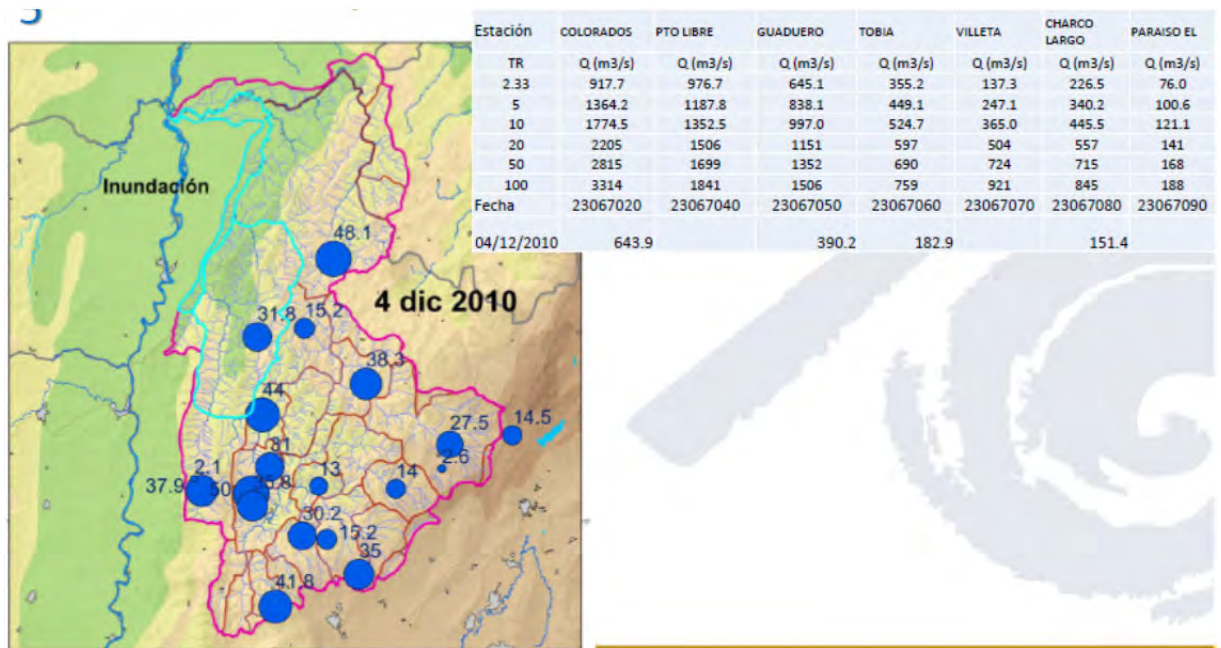 5
Estación COLORADOS PTO LIBRE GUADUERO TOBIA VILLETA CHARCO LARGO PARAISO EL
TR Q (m3/s) Q (m3/s) Q (m3/s) Q (m3/s) Q (m3/s) Q (m3/s) Q (m3/s)
2.33 917.7 976.7 645.1 355.2 137.3 226.5 76.0
5 1364.2 1187.8 838.1 449.1 247.1 340.2 100.6
10 1774.5 1352.5 997.0 524.7 365.0 445.5 121.1
20 2205 1506 1151 597 504 557 141
50 2815 1699 1352 690 724 715 168
100 3314 1841 1506 759 921 845 188
Fecha 23067020 23067040 23067050 23067060 23067070 23067080 23067090
04/12/2010 643.9 390.2 182.9 151.4
Inundación
48.1
4 dic 2010
31.8 15.2
38.3
44
27.5 14.5
31
2.6
2.1 13 14
37.9 50 35.8
30.2
15.2
35
41.8